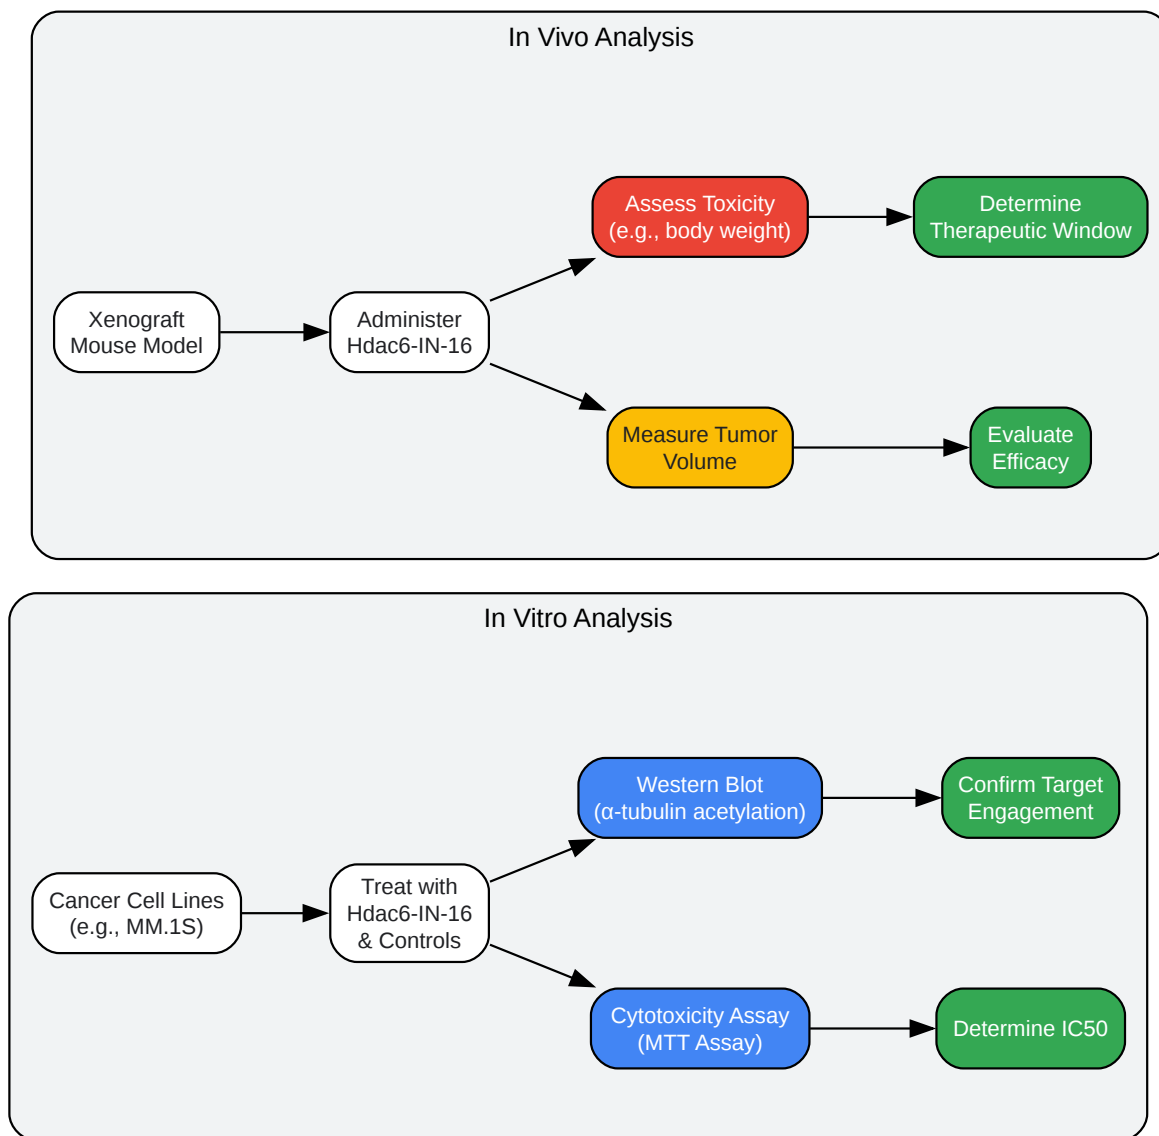 In Vivo Analysis
Assess Toxicity
(e.g., body weight)
Determine
Therapeutic Window
Xenograft
Mouse Model
Administer
Hdac6-IN-16
Measure Tumor
Volume
Evaluate
Efficacy
In Vitro Analysis
Western Blot
(α-tubulin acetylation)
Confirm Target
Engagement
Cancer Cell Lines
(e.g., MM.1S)
Treat with
Hdac6-IN-16
& Controls
Cytotoxicity Assay
(MTT Assay)
Determine IC50